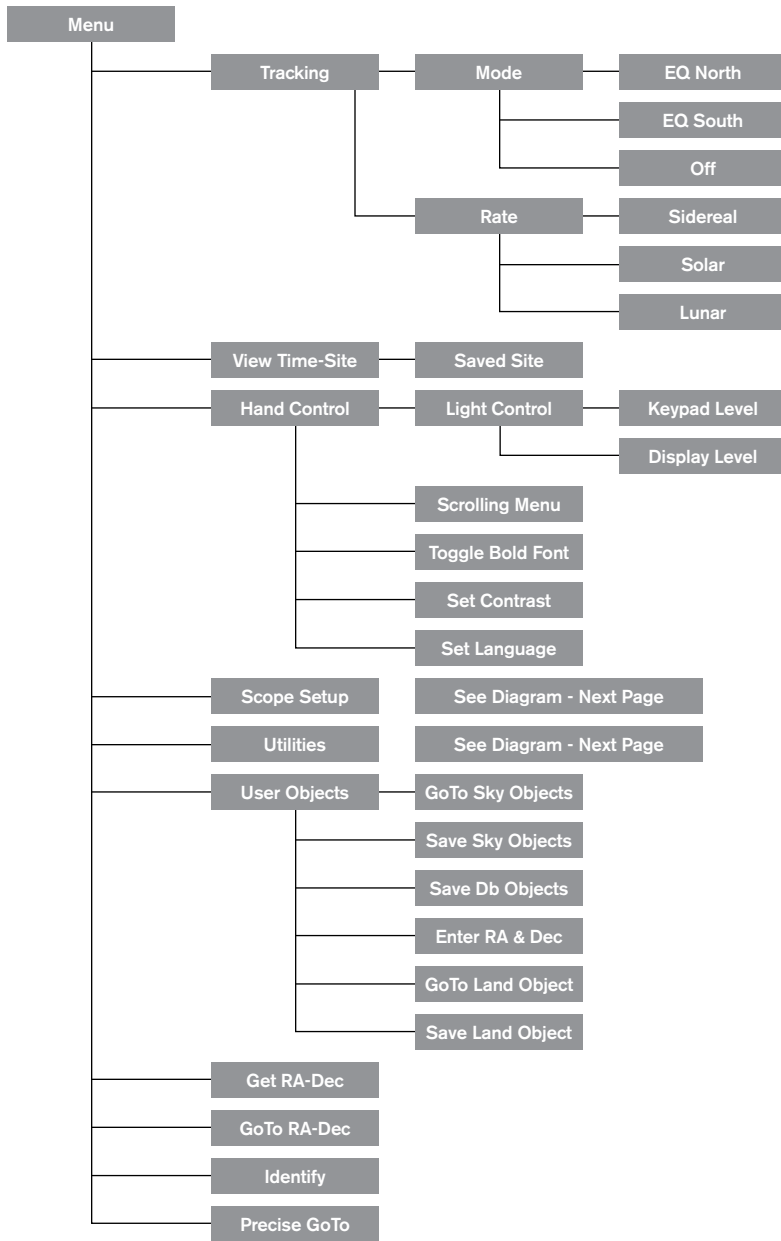 Menu
Tracking
Mode
EQ North
EQ South
Off
Rate
Sidereal
Solar
Lunar
View Time-Site
Saved Site
Hand Control
Light Control
Keypad Level
Display Level
Scrolling Menu
Toggle Bold Font
Set Contrast
Set Language
Scope Setup
See Diagram - Next Page
Utilities
See Diagram - Next Page
User Objects
GoTo Sky Objects
Save Sky Objects
Save Db Objects
Enter RA & Dec
GoTo Land Object
Save Land Object
Get RA-Dec
GoTo RA-Dec
Identify
Precise GoTo